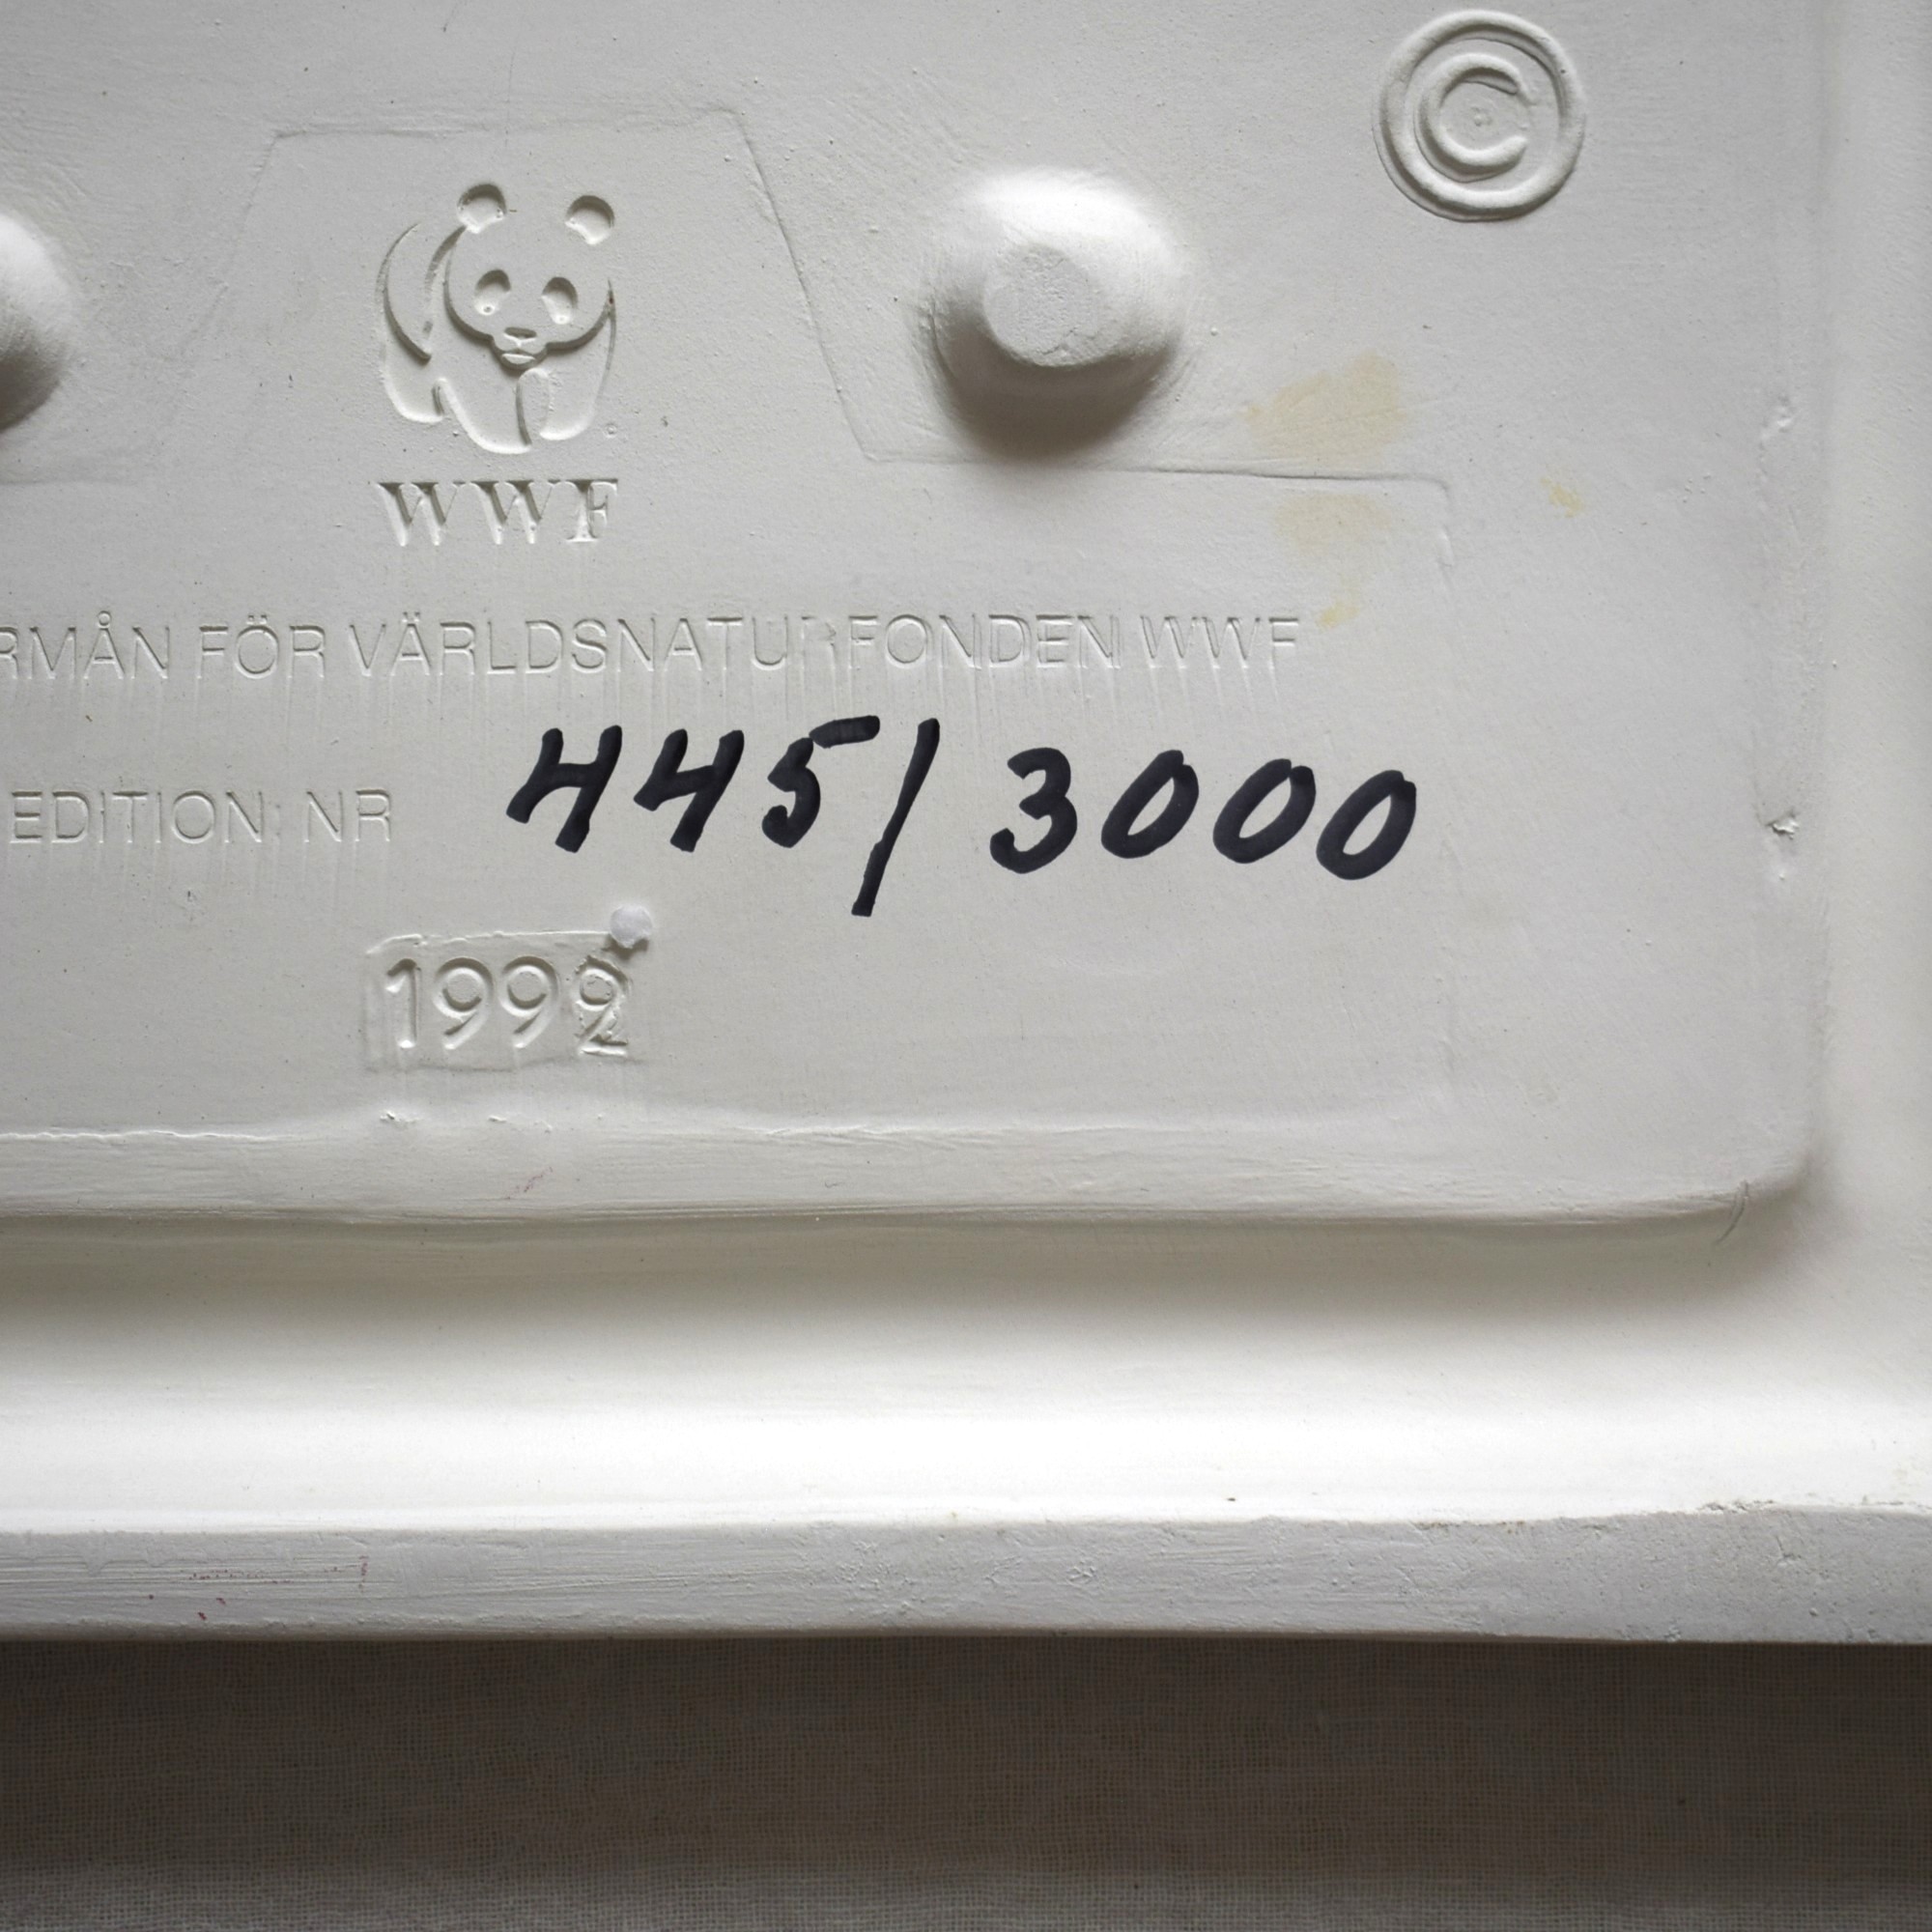 ©
WWF
RMÅN FÖR VÄRLDSNATURFONDEN WWF
EDITION: NR 445/3000
1992